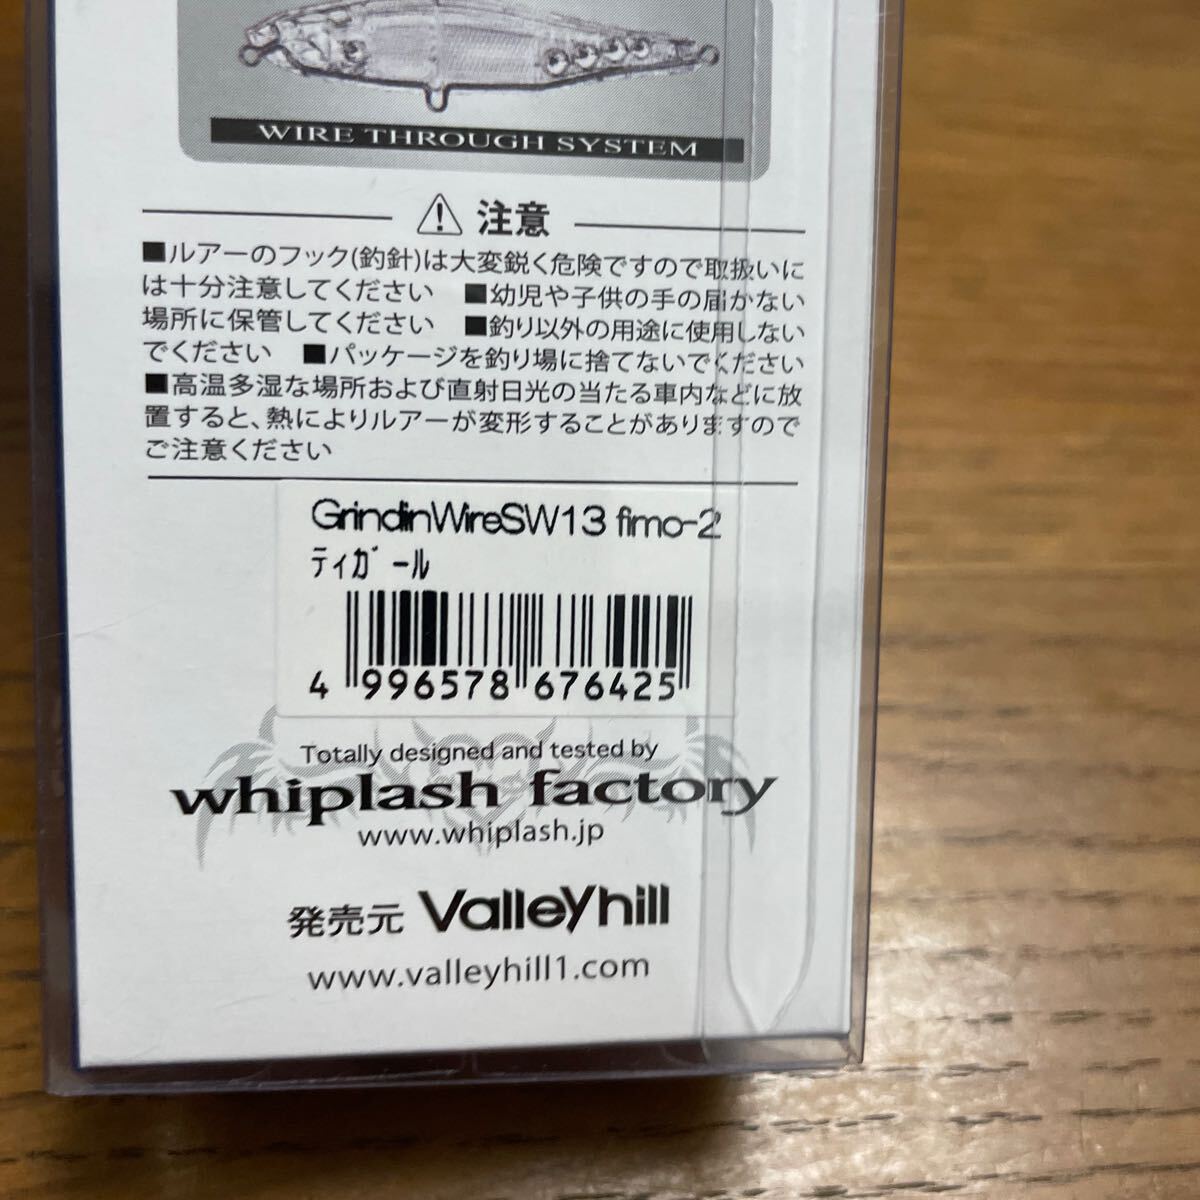 WIRE THROUGH SYSTEM
注意
■ルアーのフック(釣針)は大変鋭く危険ですので取扱いに
は十分注意してください ■幼児や子供の手の届かない
場所に保管してください ■釣り以外の用途に使用しない
でください ■パッケージを釣り場に捨てないでください
■高温多湿な場所および直射日光の当たる車内などに放
置すると、熱によりルアーが変形することがありますので
ご注意ください
GrindinWireSW13 fimo-2
ティガール
4 996578 676425
Totally designed and tested by
whiplash factory
www.whiplash.jp
発売元 ValleyhiII
www.valleyhill1.com